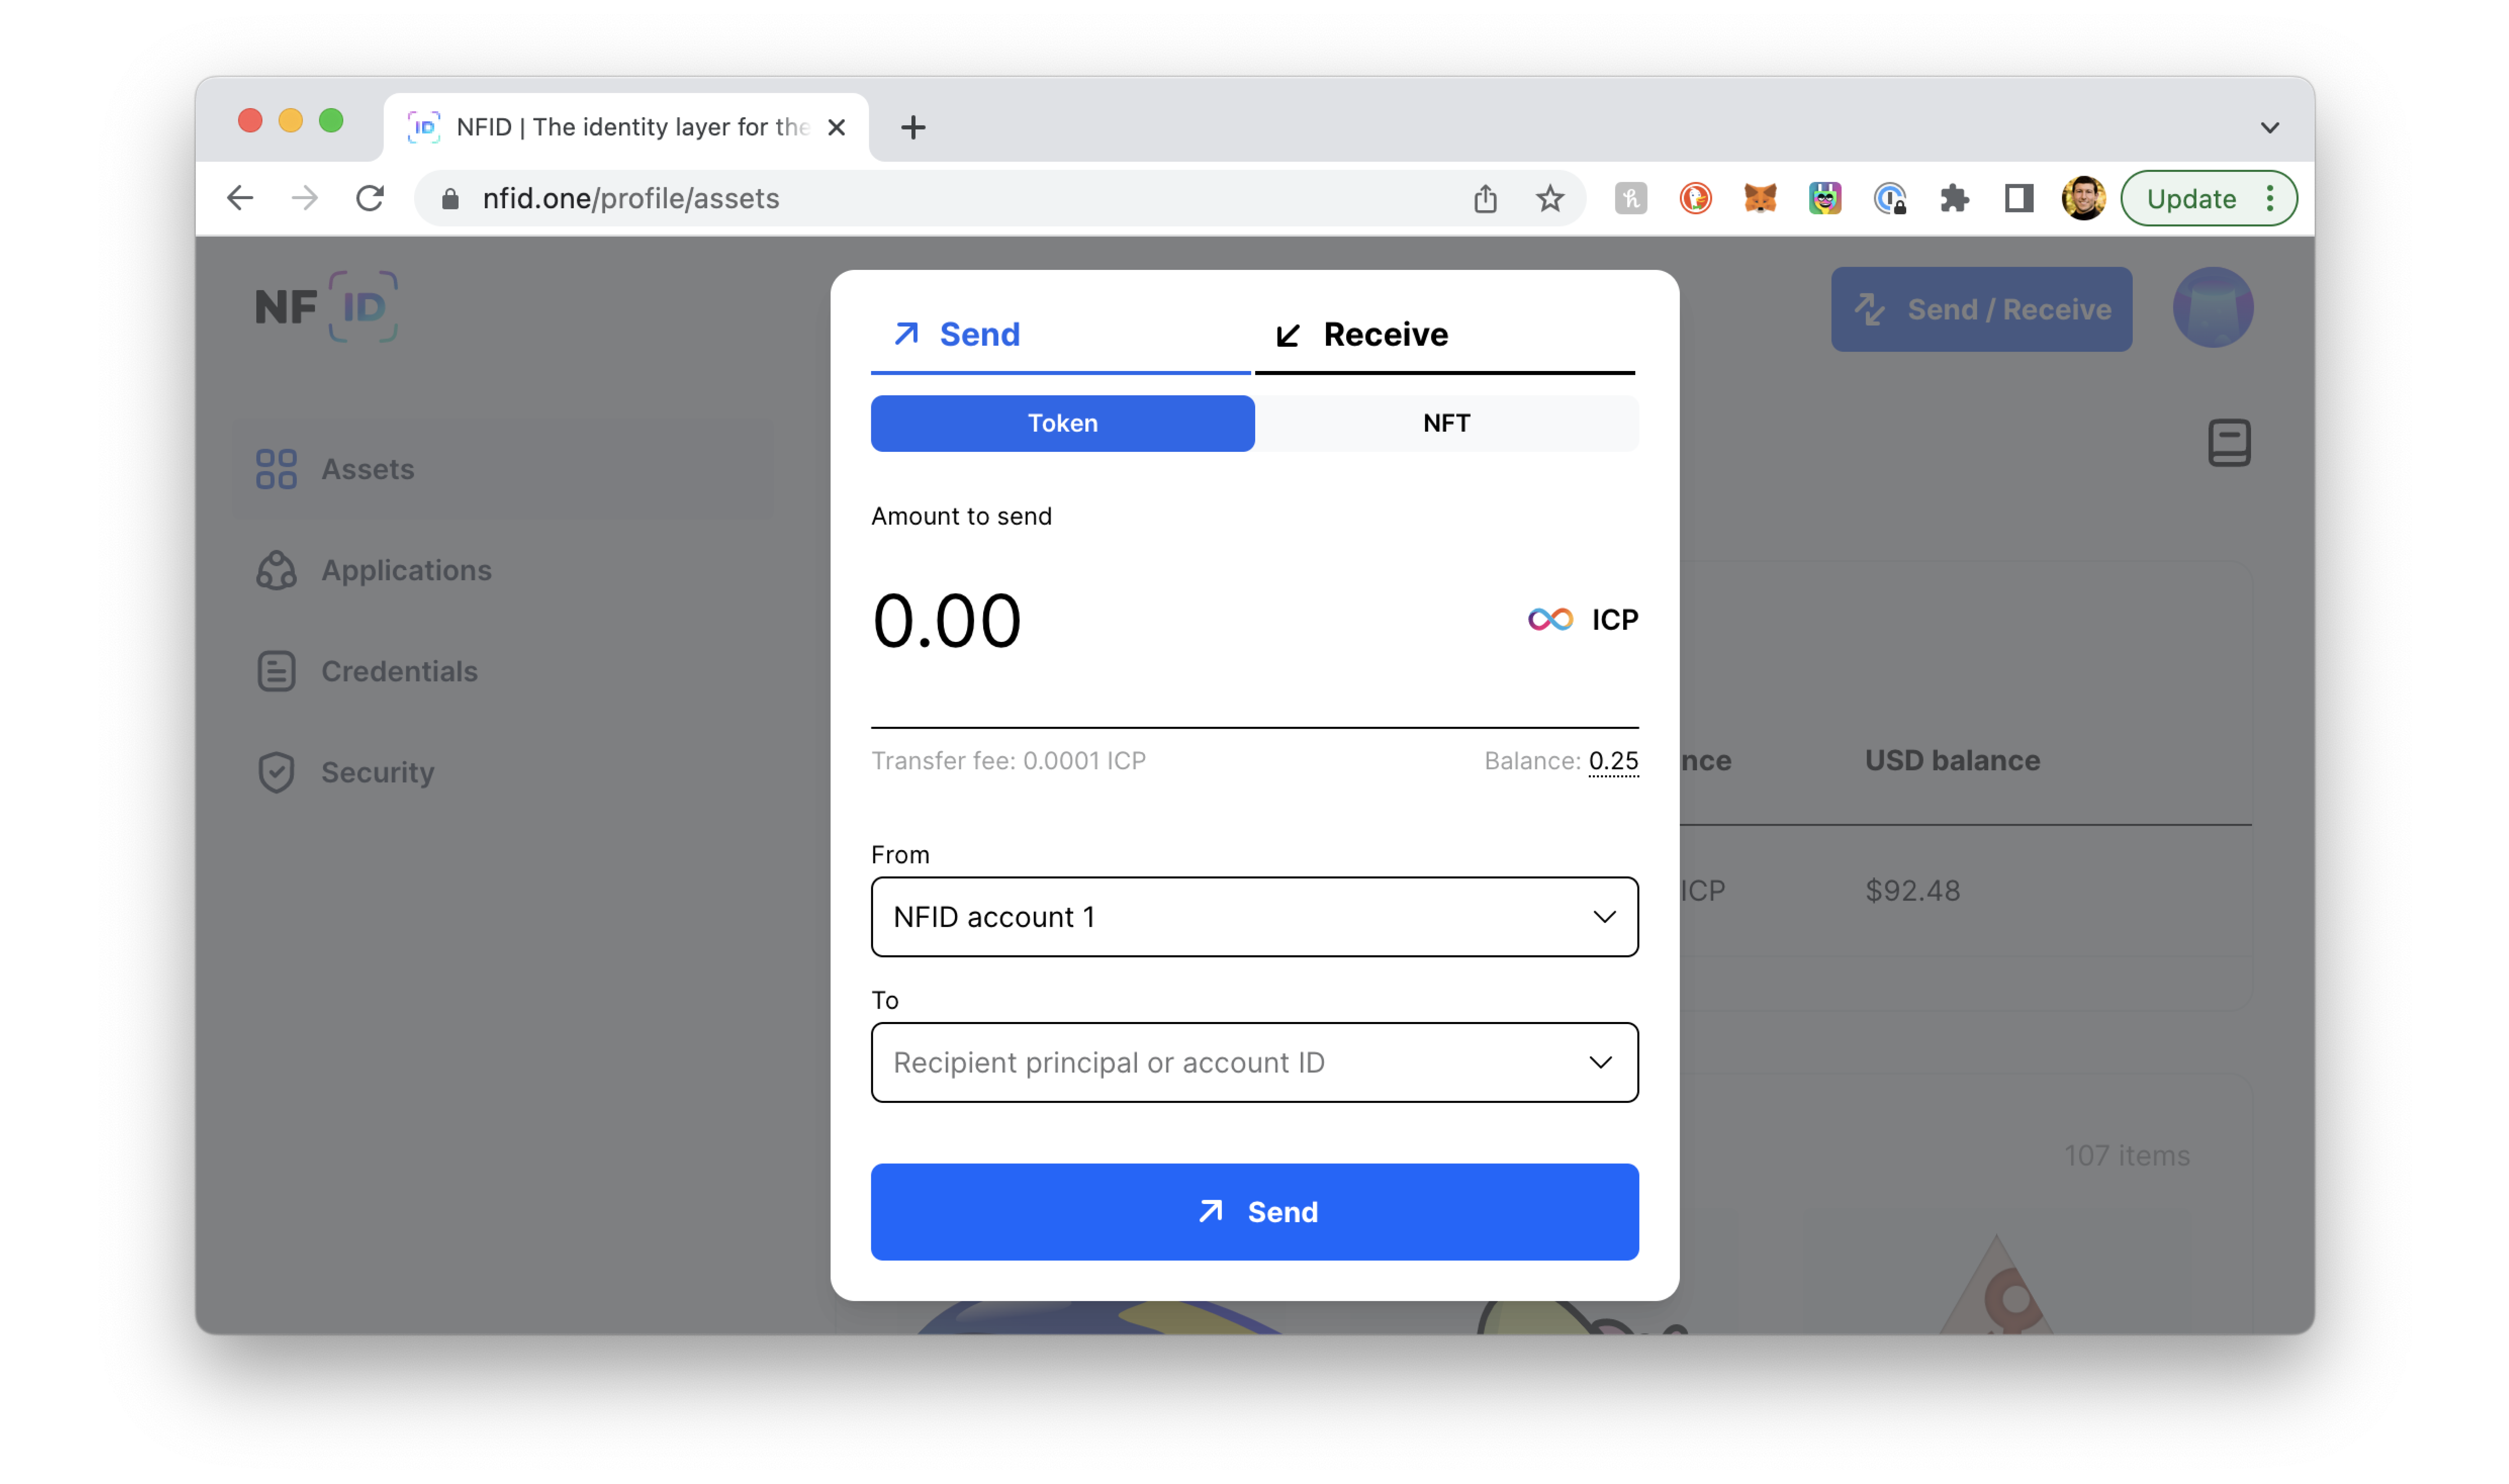 NFID | The identity layer for the
nfid.one/profile/assets
Update
NF ID
Send / Receive
Assets
Applications
Credentials
Security
Send
Receive
Token
NFT
Amount to send
0.00
ICP
Transfer fee: 0.0001 ICP
Balance: 0.25
nce
USD balance
ICP
$92.48
From
NFID account 1
To
Recipient principal or account ID
107 items
Send